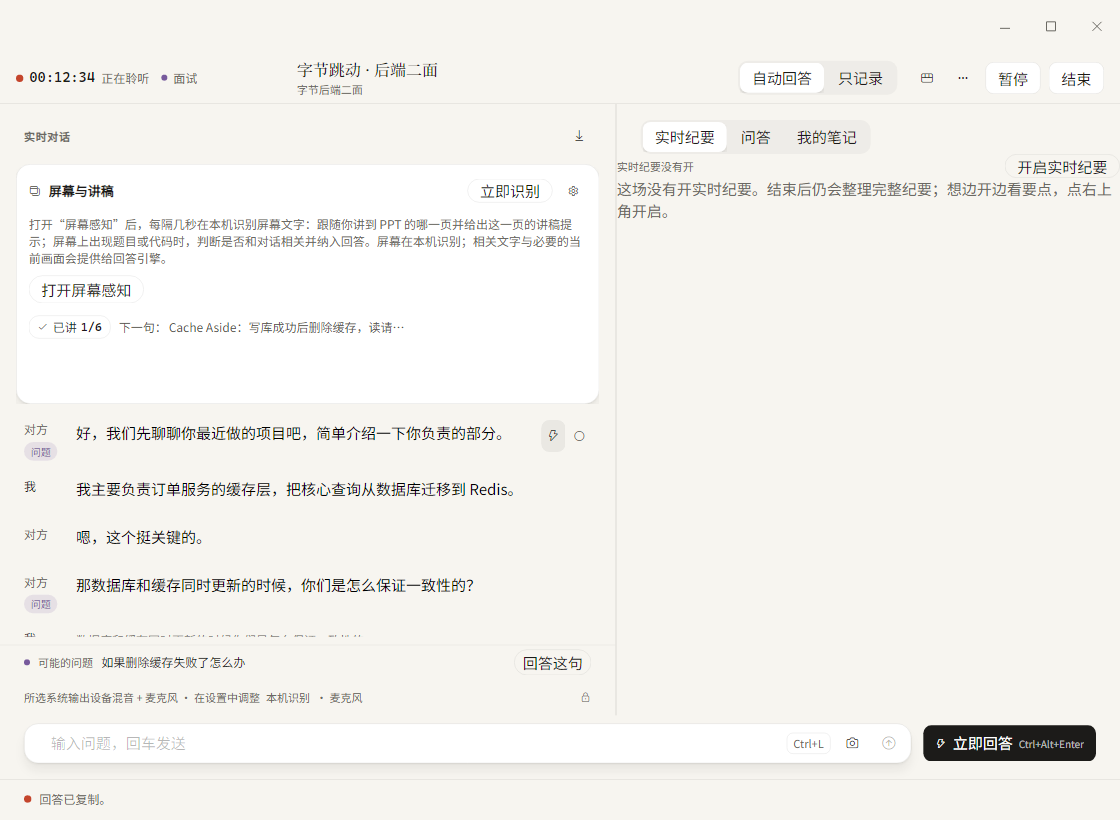 00:12:34 正在聆听 面试
字节跳动 · 后端二面
字节后端二面
自动回答 只记录 ··· 暂停 结束
实时对话
屏幕与讲稿 立即识别
打开“屏幕感知”后，每隔几秒在本机识别屏幕文字：跟随你讲到 PPT 的哪一页并给出这一页的讲稿提
示；屏幕上出现题目或代码时，判断是否和对话相关并纳入回答。屏幕在本机识别；相关文字与必要的当
前画面会提供给回答引擎。
打开屏幕感知
已讲 1/6 下一句： Cache Aside：写库成功后删除缓存，读请…
对方 好，我们先聊聊你最近做的项目吧，简单介绍一下你负责的部分。
问题
我 我主要负责订单服务的缓存层，把核心查询从数据库迁移到 Redis。
对方 嗯，这个挺关键的。
对方 那数据库和缓存同时更新的时候，你们是怎么保证一致性的？
问题
可能的问题 如果删除缓存失败了怎么办 回答这句
所选系统输出设备混音 + 麦克风 · 在设置中调整 本机识别 · 麦克风
实时纪要 问答 我的笔记
实时纪要没有开 开启实时纪要
这场没有开实时纪要。结束后仍会整理完整纪要；想边开边看要点，点右上
角开启。
输入问题，回车发送 Ctrl+L
立即回答 Ctrl+Alt+Enter
回答已复制。